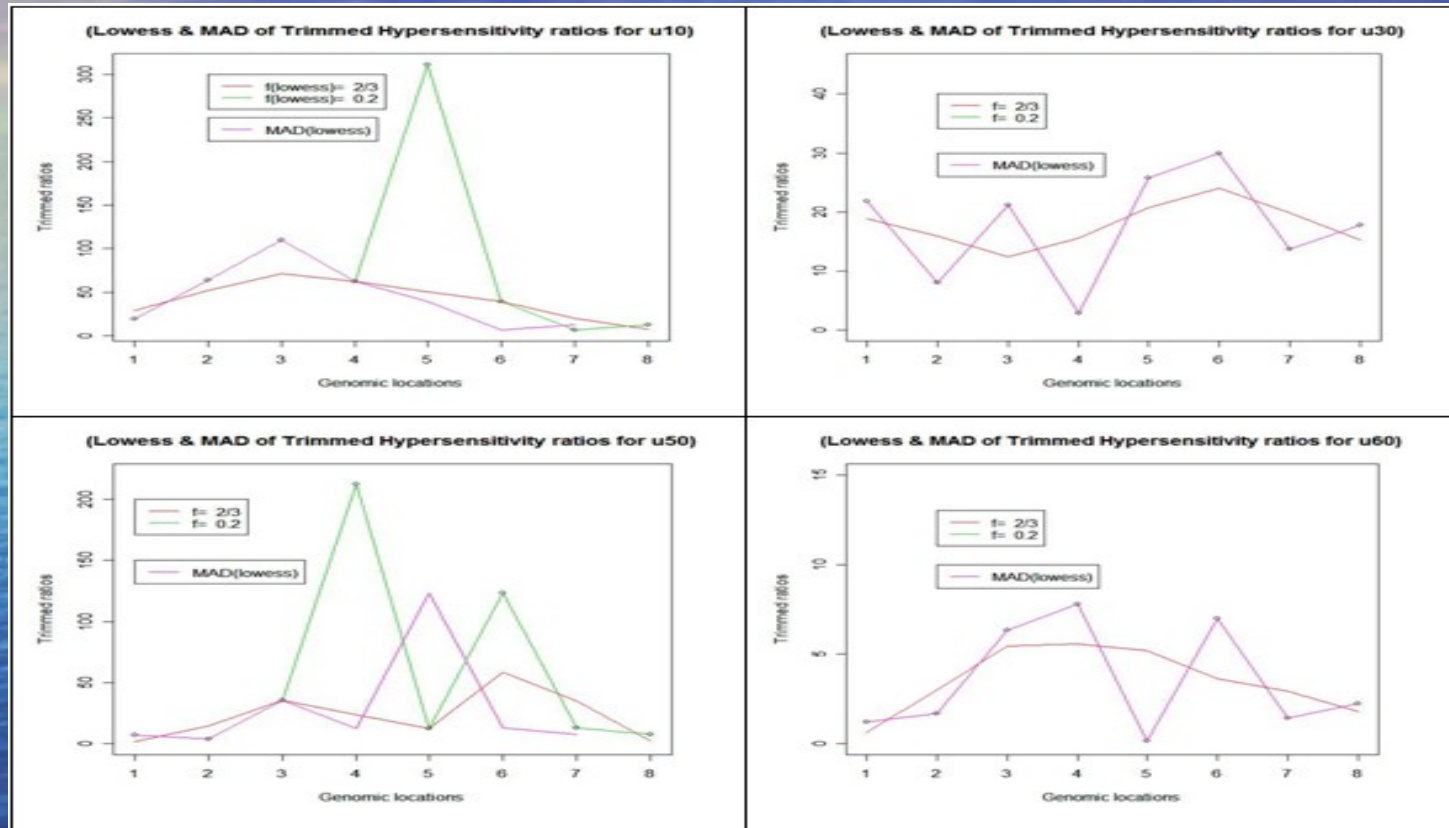 (Lowess & MAD of Trimmed Hypersensitivity ratios for u10)
f(lowess)= 2/3
f(lowess)= 0.2
MAD(lowess)
Trimmed ratios
0 50 100 150 200 250 300
1 2 3 4 5 6 7 8
Genomic locations
(Lowess & MAD of Trimmed Hypersensitivity ratios for u30)
f= 2/3
f= 0.2
MAD(lowess)
Trimmed ratios
0 10 20 30 40
1 2 3 4 5 6 7 8
Genomic locations
(Lowess & MAD of Trimmed Hypersensitivity ratios for u50)
f= 2/3
f= 0.2
MAD(lowess)
Trimmed ratios
0 50 100 150 200
1 2 3 4 5 6 7 8
Genomic locations
(Lowess & MAD of Trimmed Hypersensitivity ratios for u60)
f= 2/3
f= 0.2
MAD(lowess)
Trimmed ratios
0 5 10 15
1 2 3 4 5 6 7 8
Genomic locations